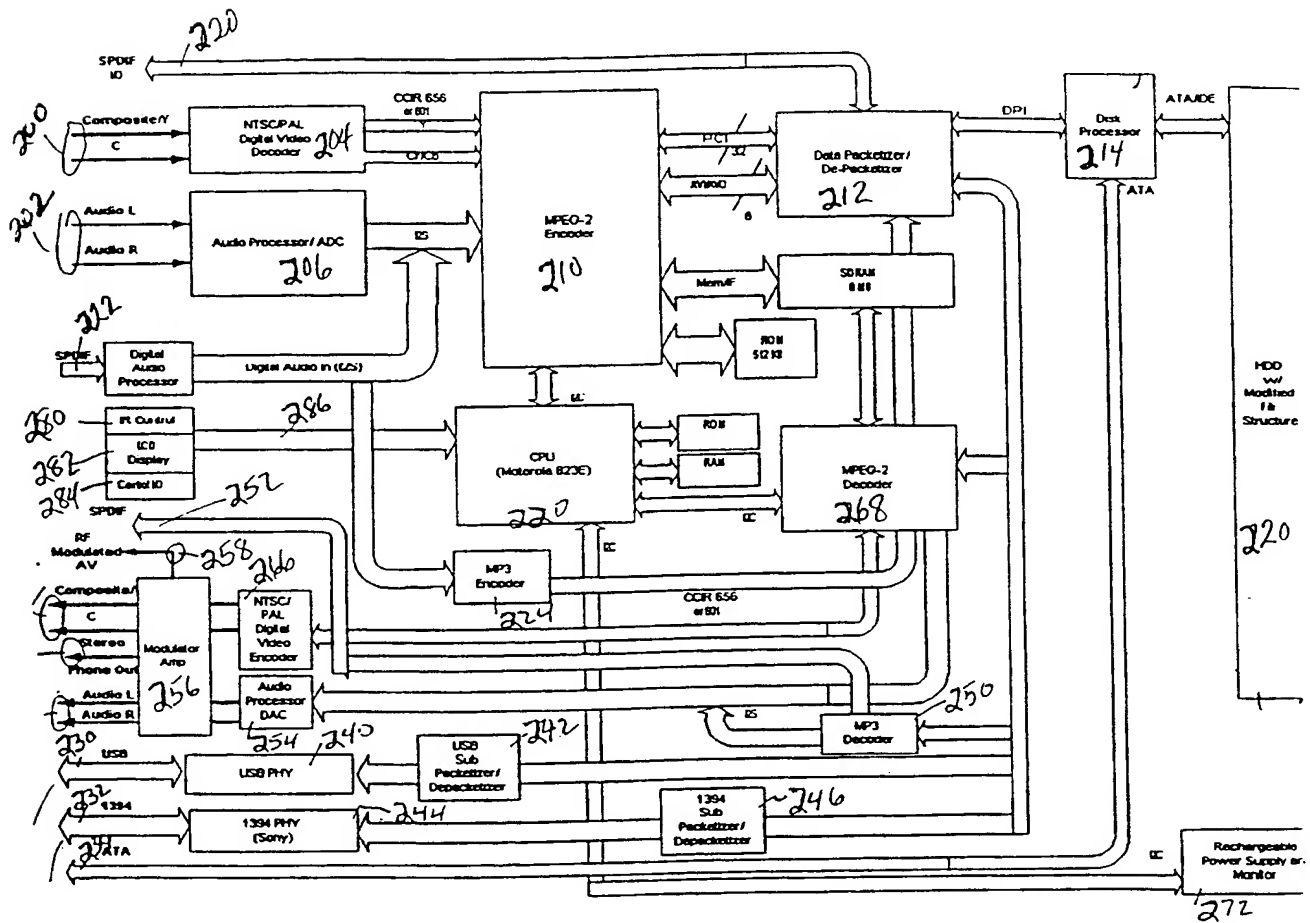 220
SPDIF
IO
200
Composite/Y
C
NTSC/PAL
Digital Video
Decoder
204
CCIR 656
or 601
Cr/Cb
202
Audio L
Audio R
Audio Processor/ADC
206
I2S
MPEG-2
Encoder
210
PCI
32
6
Data Packetizer/
De-Packetizer
212
DPI
Disk
Processor
214
ATA/IDE
ATA
Mem/F
SDRAM
8MB
ROM
512KB
222
SPDIF
Digital
Audio
Processor
Digital Audio In (I2S)
280
IR Control
282
LCD
Display
284
286
CPU
(Motorola 823E)
220
ROM
RAM
MPEG-2
Decoder
268
HDD
w/
Modified
File
Structure
220
252
SPDIF
RF
Modulated
AV
258
266
Composite/
C
Stereo
Phone Out
Modulator
Amp
256
NTSC/
PAL
Digital
Video
Encoder
MP3
Encoder
224
CCIR 656
or 601
Audio L
Audio R
Audio
Processor
DAC
254
I2S
MP3
Decoder
250
230
USB
240
USB PHY
242
USB
Sub
Packetizer/
Depacketizer
232
1394
244
1394 PHY
(Sony)
1394
Sub
Packetizer/
Depacketizer
246
ATA
Rechargeable
Power Supply an
Monitor
272